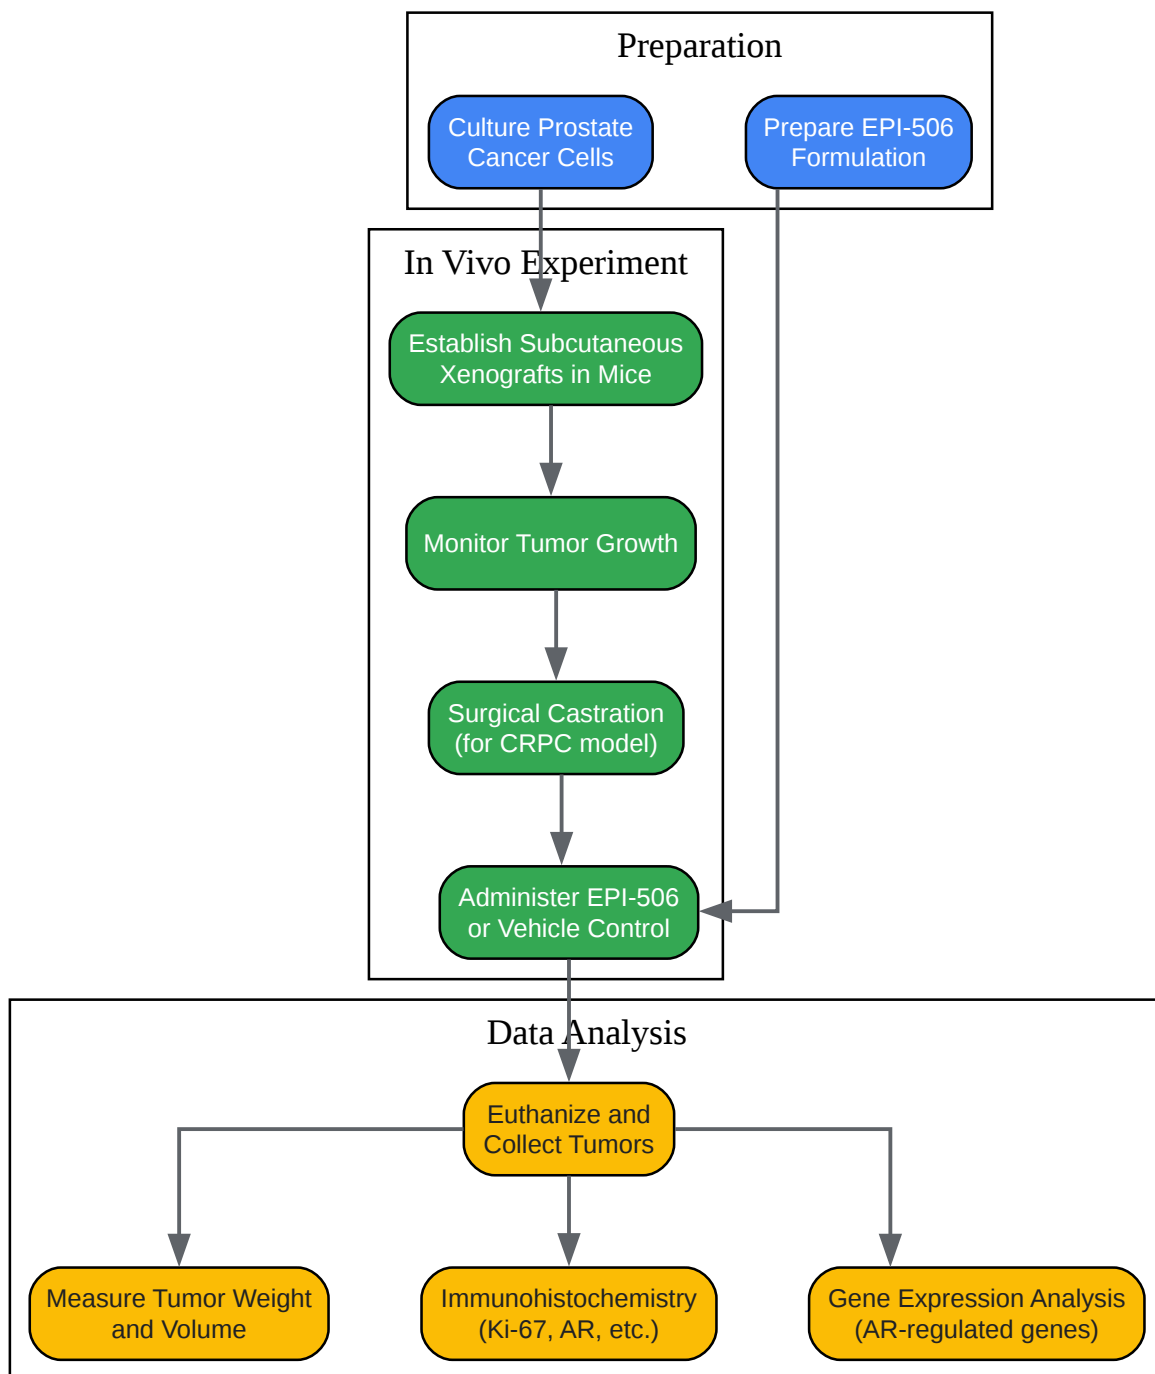 Preparation
Culture Prostate
Cancer Cells
Prepare EPI-506
Formulation
In Vivo Experiment
Establish Subcutaneous
Xenografts in Mice
Monitor Tumor Growth
Surgical Castration
(for CRPC model)
Administer EPI-506
or Vehicle Control
Data Analysis
Euthanize and
Collect Tumors
Measure Tumor Weight
and Volume
Immunohistochemistry
(Ki-67, AR, etc.)
Gene Expression Analysis
(AR-regulated genes)